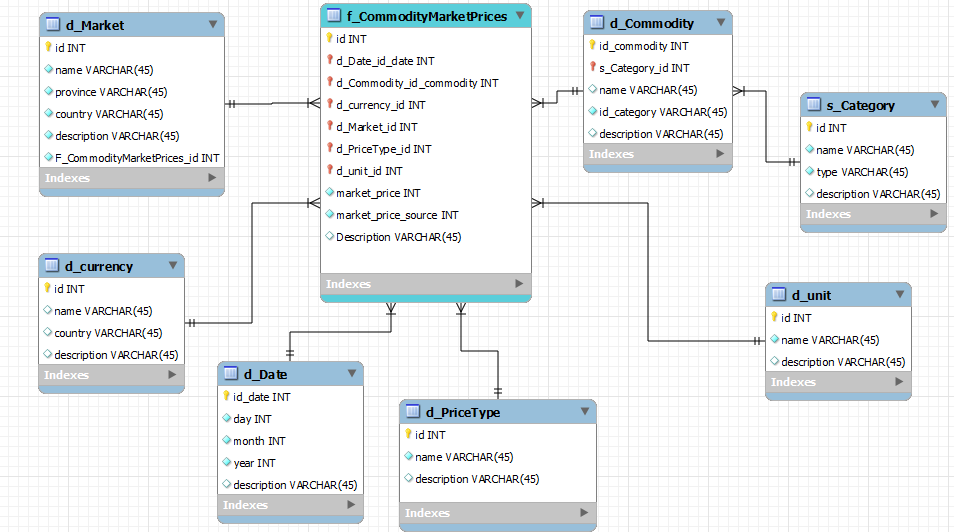 d_Market
id INT
name VARCHAR(45)
province VARCHAR(45)
country VARCHAR(45)
description VARCHAR(45)
F_CommodityMarketPrices_id INT
Indexes
f_CommodityMarketPrices
id INT
d_Date_id_date INT
d_Commodity_id_commodity INT
d_currency_id INT
d_Market_id INT
d_PriceType_id INT
d_unit_id INT
market_price INT
market_price_source INT
Description VARCHAR(45)
Indexes
d_Commodity
id_commodity INT
s_Category_id INT
name VARCHAR(45)
id_category VARCHAR(45)
description VARCHAR(45)
Indexes
s_Category
id INT
name VARCHAR(45)
type VARCHAR(45)
description VARCHAR(45)
Indexes
d_currency
id INT
name VARCHAR(45)
country VARCHAR(45)
description VARCHAR(45)
Indexes
d_Date
id_date INT
day INT
month INT
year INT
description VARCHAR(45)
Indexes
d_PriceType
id INT
name VARCHAR(45)
description VARCHAR(45)
Indexes
d_unit
id INT
name VARCHAR(45)
description VARCHAR(45)
Indexes